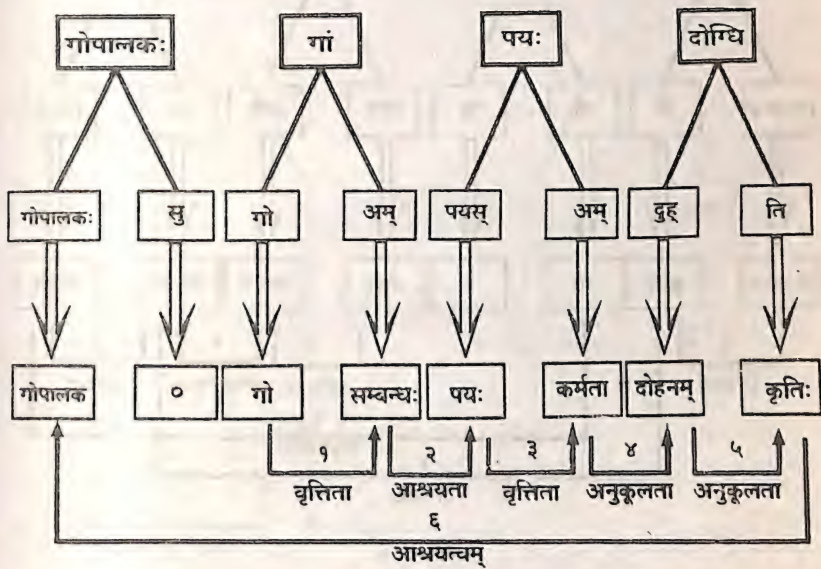 गोपालकः गां पयः दोग्धि
गोपालकः सु गो अम् पयस् अम् दुह् ति
गोपालक ० गो सम्बन्धः पयः कर्मता दोहनम् कृतिः
१ २ ३ ४ ५
वृत्तिता आश्रयता वृत्तिता अनुकूलता अनुकूलता
६
आश्रयत्वम्